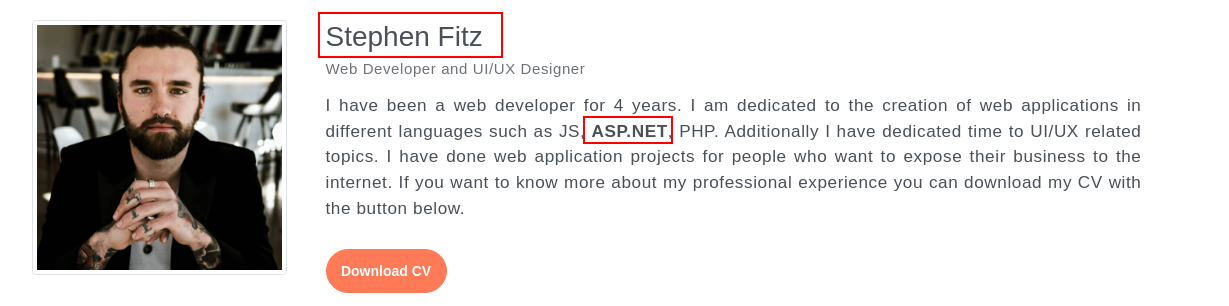 Stephen Fitz
Web Developer and UI/UX Designer
I have been a web developer for 4 years. I am dedicated to the creation of web applications in
different languages such as JS, ASP.NET, PHP. Additionally I have dedicated time to UI/UX related
topics. I have done web application projects for people who want to expose their business to the
internet. If you want to know more about my professional experience you can download my CV with
the button below.
Download CV